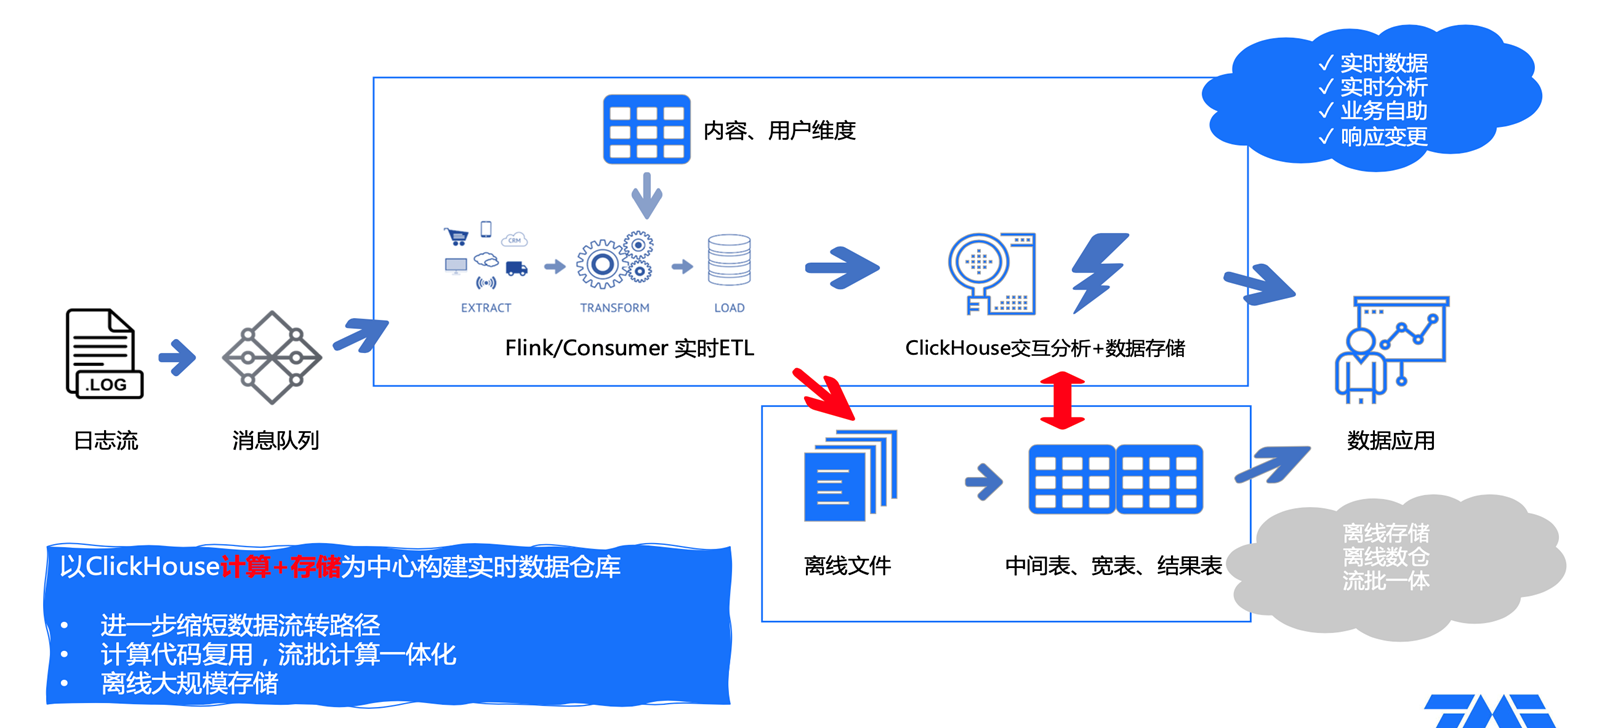 ✓ 实时数据
✓ 实时分析
✓ 业务自助
✓ 响应变更
内容、用户维度
CRM
EXTRACT
TRANSFORM
LOAD
Flink/Consumer 实时ETL
ClickHouse交互分析+数据存储
.LOG
日志流
消息队列
数据应用
离线文件
中间表、宽表、结果表
离线存储
离线数仓
流批一体
以ClickHouse计算+存储为中心构建实时数据仓库
• 进一步缩短数据流转路径
• 计算代码复用，流批计算一体化
• 离线大规模存储